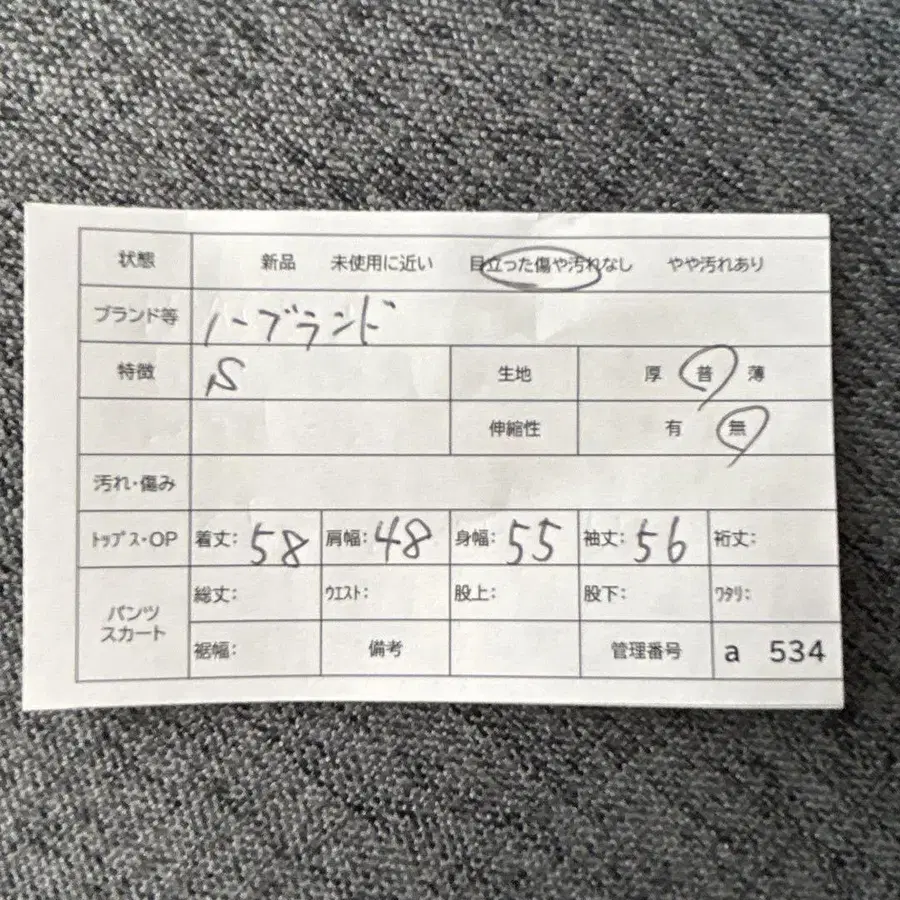 状態 新品 未使用に近い 目立った傷や汚れなし やや汚れあり
ブランド等 ノーブランド
特徴 S 生地 厚 普 薄
伸縮性 有 無
汚れ・傷み
トップス・OP 着丈: 58 肩幅: 48 身幅: 55 袖丈: 56 裄丈:
パンツ スカート 総丈: ウエスト: 股上: 股下: ワタリ:
裾幅: 備考 管理番号 a 534